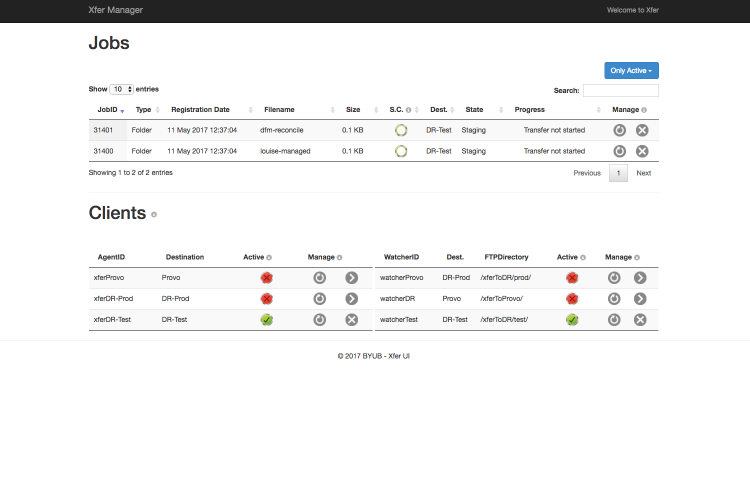 Xfer Manager Welcome to Xfer
Jobs
Only Active
Show 10 entries Search:
JobID Type Registration Date Filename Size S.C. Dest. State Progress Manage
31401 Folder 11 May 2017 12:37:04 dfm-reconcile 0.1 KB DR-Test Staging Transfer not started
31400 Folder 11 May 2017 12:37:04 louise-managed 0.1 KB DR-Test Staging Transfer not started
Showing 1 to 2 of 2 entries Previous 1 Next
Clients
AgentID Destination Active Manage WatcherID Dest. FTPDirectory Active Manage
xferProvo Provo watcherProvo DR-Prod /xferToDR/prod/
xferDR-Prod DR-Prod watcherDR Provo /xferToProvo/
xferDR-Test DR-Test watcherTest DR-Test /xferToDR/test/
© 2017 BYUB - Xfer UI